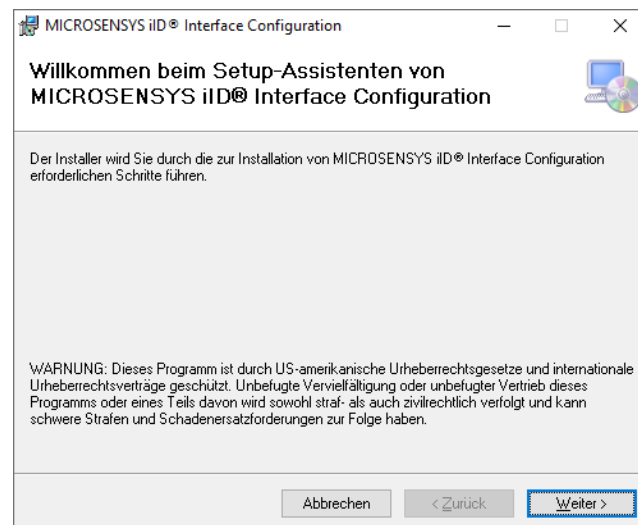 MICROSENSYS iID® Interface Configuration
Willkommen beim Setup-Assistenten von
MICROSENSYS iID® Interface Configuration
Der Installer wird Sie durch die zur Installation von MICROSENSYS iID® Interface Configuration
erforderlichen Schritte führen.
WARNUNG: Dieses Programm ist durch US-amerikanische Urheberrechtsgesetze und internationale
Urheberrechtsverträge geschützt. Unbefugte Vervielfältigung oder unbefugter Vertrieb dieses
Programms oder eines Teils davon wird sowohl straf- als auch zivilrechtlich verfolgt und kann
schwere Strafen und Schadenersatzforderungen zur Folge haben.
Abbrechen < Zurück Weiter >